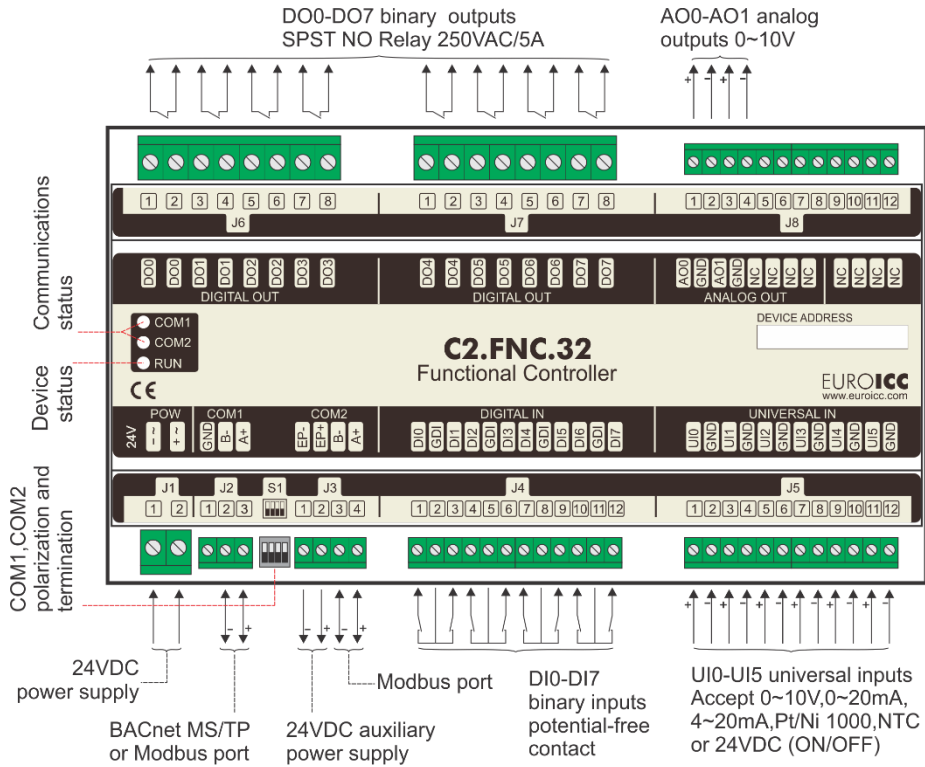 DO0-DO7 binary outputs
SPST NO Relay 250VAC/5A
AO0-AO1 analog
outputs 0~10V
+ - + -
1 2 3 4 5 6 7 8
J6
1 2 3 4 5 6 7 8
J7
1 2 3 4 5 6 7 8 9 10 11 12
J8
DO0 DO0 DO1 DO1 DO2 DO2 DO3 DO3
DIGITAL OUT
DO4 DO4 DO5 DO5 DO6 DO6 DO7 DO7
DIGITAL OUT
AO0 GND AO1 GND NC NC NC NC NC NC NC NC
ANALOG OUT
Communications
status
Device
status
COM1,COM2
polarization and
termination
COM1
COM2
RUN
CE
C2.FNC.32
Functional Controller
DEVICE ADDRESS
EUROICC
www.euroicc.com
24V
POW
- ~ + ~
COM1
GND B- A+
COM2
EP- EP+ B- A+
DIGITAL IN
DI0 GDI DI1 DI2 GDI DI3 DI4 GDI DI5 DI6 GDI DI7
UNIVERSAL IN
UI0 GND UI1 GND UI2 GND UI3 GND UI4 GND UI5 GND
J1
1 2
J2
1 2 3
S1
J3
1 2 3 4
J4
1 2 3 4 5 6 7 8 9 10 11 12
J5
1 2 3 4 5 6 7 8 9 10 11 12
- +
- + - +
+ - + - + - + - + - + -
24VDC
power supply
BACnet MS/TP
or Modbus port
24VDC auxiliary
power supply
Modbus port
DI0-DI7
binary inputs
potential-free
contact
UI0-UI5 universal inputs
Accept 0~10V,0~20mA,
4~20mA,Pt/Ni 1000,NTC
or 24VDC (ON/OFF)